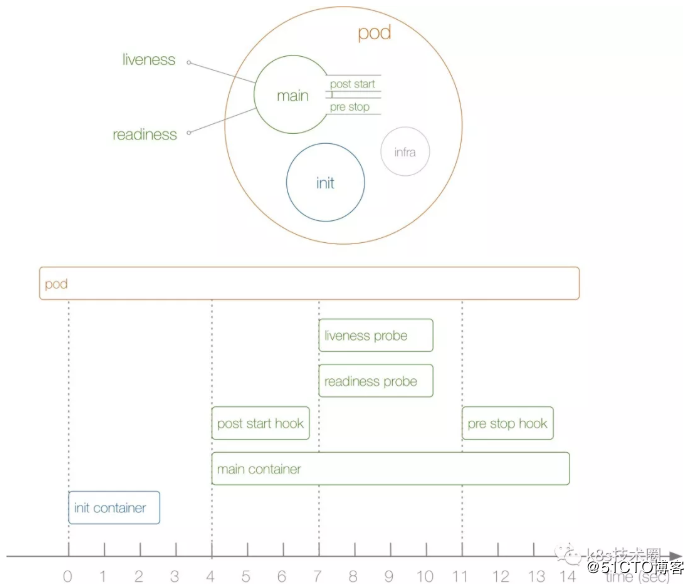 pod
liveness
main
post start
pre stop
readiness
infra
init
pod
liveness probe
readiness probe
post start hook
pre stop hook
main container
init container
0 1 2 3 4 5 6 7 8 9 10 11 12 13 14 time (sec)
k8s技术圈
@51CTO博客